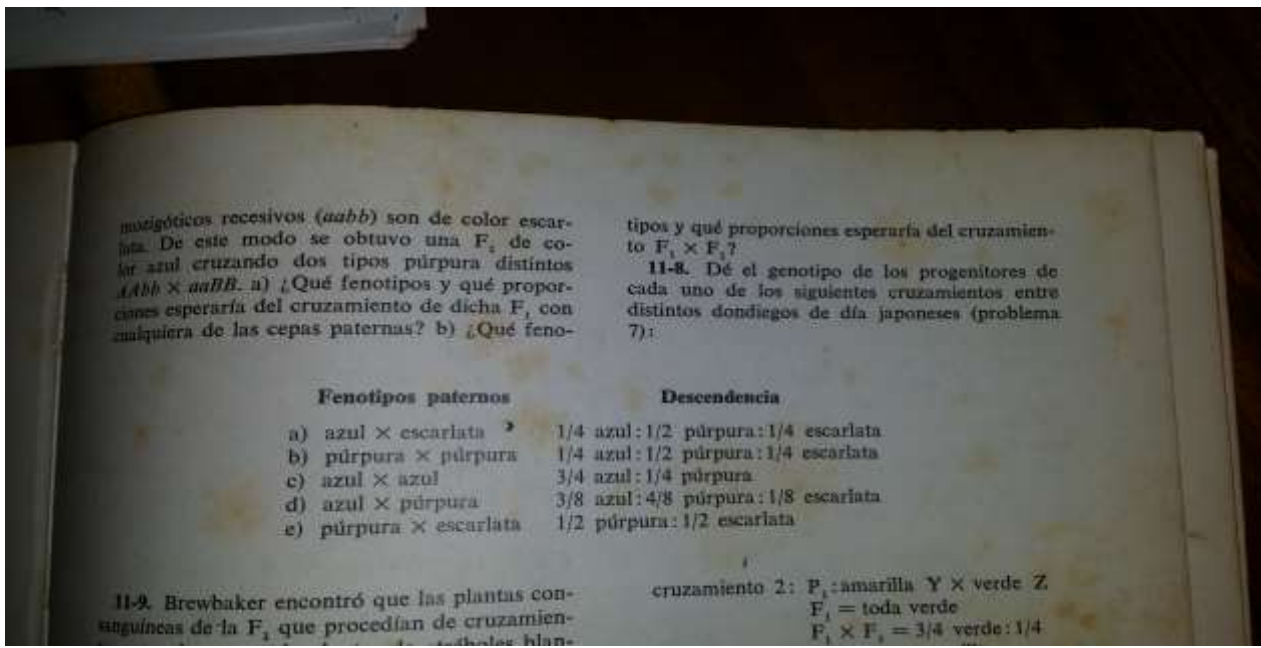 mozigóticos recesivos (aabb) son de color escar-
lata. De este modo se obtuvo una F₁ de co-
lor azul cruzando dos tipos púrpura distintos
AAbb × aaBB. a) ¿Qué fenotipos y qué propor-
ciones esperaría del cruzamiento de dicha F₁ con
cualquiera de las cepas paternas? b) ¿Qué feno-
tipos y qué proporciones esperaría del cruzamien-
to F₁ × F₁?
11-8. Dé el genotipo de los progenitores de
cada uno de los siguientes cruzamientos entre
distintos dondiegos de día japoneses (problema
7):
Fenotipos paternos Descendencia
a) azul × escarlata 1/4 azul : 1/2 púrpura : 1/4 escarlata
b) púrpura × púrpura 1/4 azul : 1/2 púrpura : 1/4 escarlata
c) azul × azul 3/4 azul : 1/4 púrpura
d) azul × púrpura 3/8 azul : 4/8 púrpura : 1/8 escarlata
e) púrpura × escarlata 1/2 púrpura : 1/2 escarlata
11-9. Brewbaker encontró que las plantas con-
sanguíneas de la F₁ que procedían de cruzamien-
blan-
cruzamiento 2: P₁: amarilla Y × verde Z
F₁ = toda verde
F₁ × F₁ = 3/4 verde : 1/4